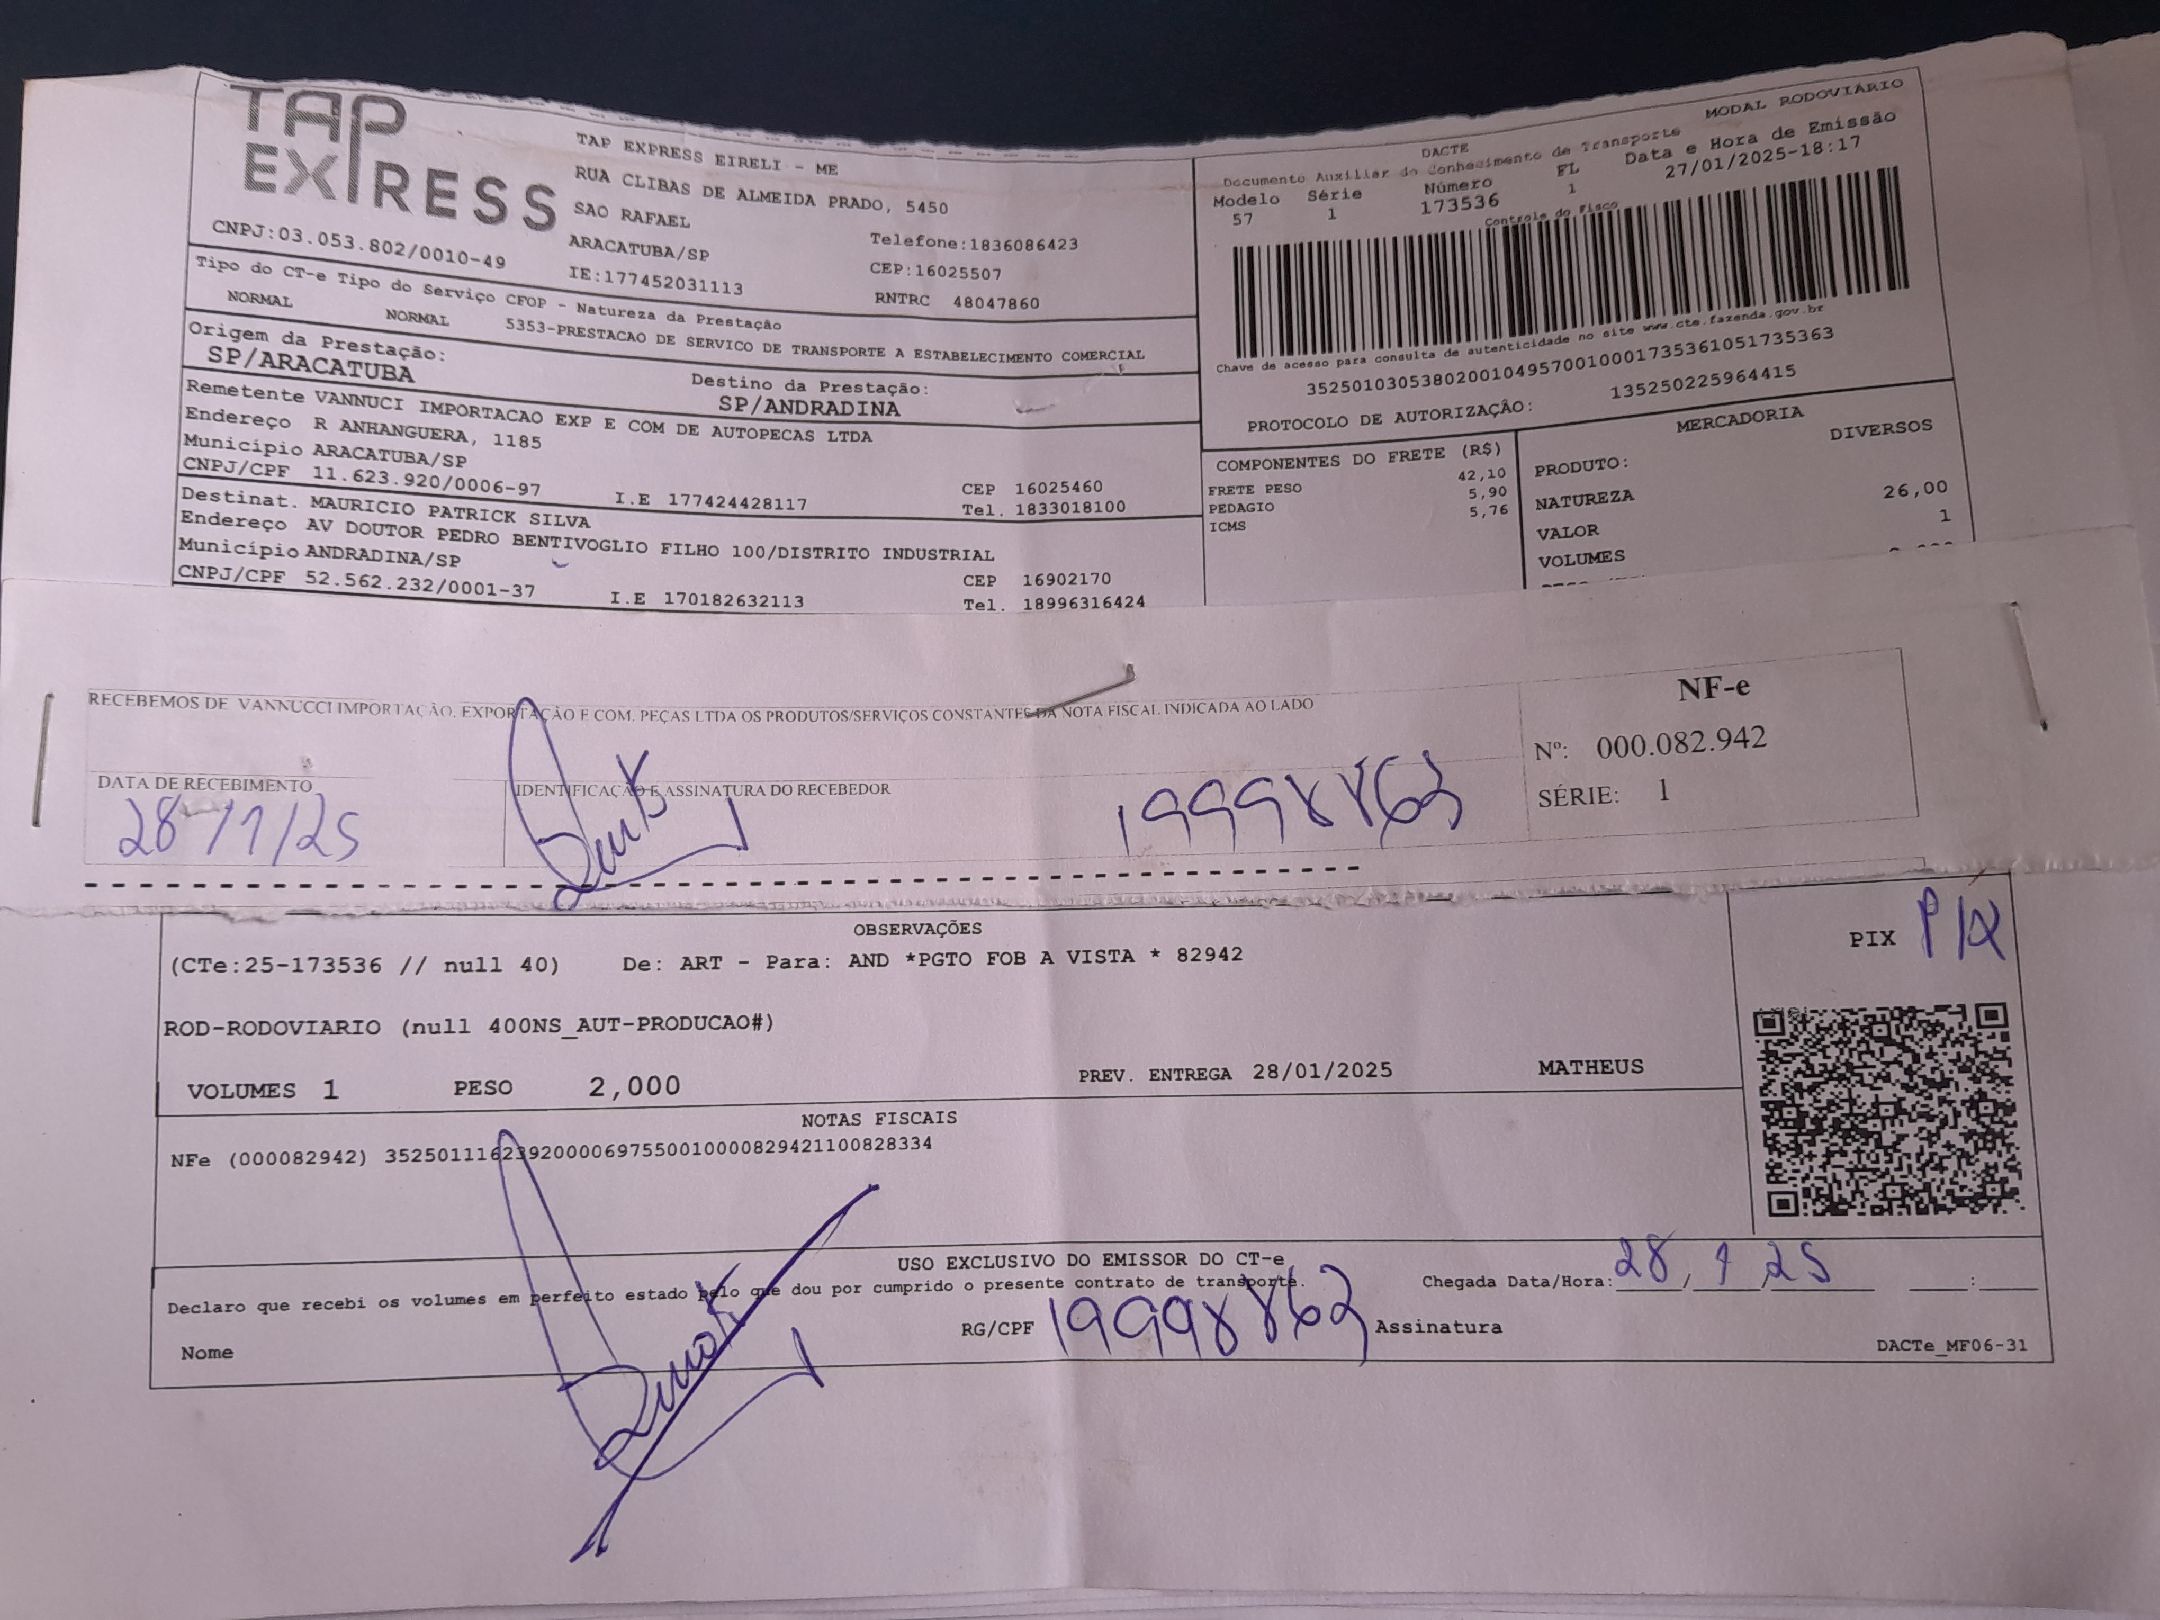 TAP
EXPRESS
TAP EXPRESS EIRELI - ME
RUA CLIBAS DE ALMEIDA PRADO, 5450
SAO RAFAEL
ARACATUBA/SP
Telefone:1836086423
CEP:16025507
CNPJ:03.053.802/0010-49
IE:177452031113
RNTRC 48047860
Tipo do CT-e Tipo do Serviço CFOP - Natureza da Prestação
NORMAL NORMAL 5353-PRESTACAO DE SERVICO DE TRANSPORTE A ESTABELECIMENTO COMERCIAL
Origem da Prestação:
SP/ARACATUBA
Destino da Prestação:
SP/ANDRADINA
Remetente VANNUCI IMPORTACAO EXP E COM DE AUTOPECAS LTDA
Endereço R ANHANGUERA, 1185
Município ARACATUBA/SP
CEP 16025460
CNPJ/CPF 11.623.920/0006-97 I.E 177424428117 Tel. 1833018100
Destinat. MAURICIO PATRICK SILVA
Endereço AV DOUTOR PEDRO BENTIVOGLIO FILHO 100/DISTRITO INDUSTRIAL
Município ANDRADINA/SP
CEP 16902170
CNPJ/CPF 52.562.232/0001-37 I.E 170182632113 Tel. 18996316424
DACTE
MODAL RODOVIÁRIO
Documento Auxiliar do Conhecimento de Transporte
Modelo Série Número FL Data e Hora de Emissão
57 1 173536 1 27/01/2025-18:17
Controle do Fisco
Chave de acesso para consulta de autenticidade no site www.cte.fazenda.gov.br
35250103053802001049570010001735361051735363
PROTOCOLO DE AUTORIZAÇÃO: 135250225964415
COMPONENTES DO FRETE (R$)
FRETE PESO 42,10
PEDAGIO 5,90
ICMS 5,76
MERCADORIA
PRODUTO: DIVERSOS
NATUREZA
VALOR 26,00
VOLUMES 1
RECEBEMOS DE VANNUCCI IMPORTAÇÃO, EXPORTAÇÃO E COM. PEÇAS LTDA OS PRODUTOS/SERVIÇOS CONSTANTES DA NOTA FISCAL INDICADA AO LADO
DATA DE RECEBIMENTO
28/1/25
IDENTIFICAÇÃO E ASSINATURA DO RECEBEDOR
199988863
NF-e
Nº: 000.082.942
SÉRIE: 1
OBSERVAÇÕES
(CTe:25-173536 // null 40) De: ART - Para: AND *PGTO FOB A VISTA * 82942
ROD-RODOVIARIO (null 400NS_AUT-PRODUCAO#)
VOLUMES 1 PESO 2,000 PREV. ENTREGA 28/01/2025 MATHEUS
PIX PIX
NOTAS FISCAIS
NFe (000082942) 35250111623920000697550010000829421100828334
USO EXCLUSIVO DO EMISSOR DO CT-e
Declaro que recebi os volumes em perfeito estado pelo que dou por cumprido o presente contrato de transporte.
Chegada Data/Hora: 28/1/25 :
Nome
RG/CPF 199988863 Assinatura
DACTe_MF06-31